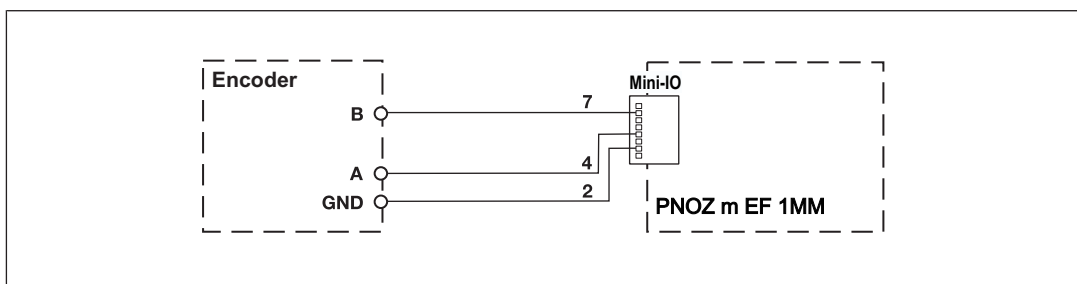 Encoder
Mini-IO
B
7
A
4
GND
2
PNOZ m EF 1MM